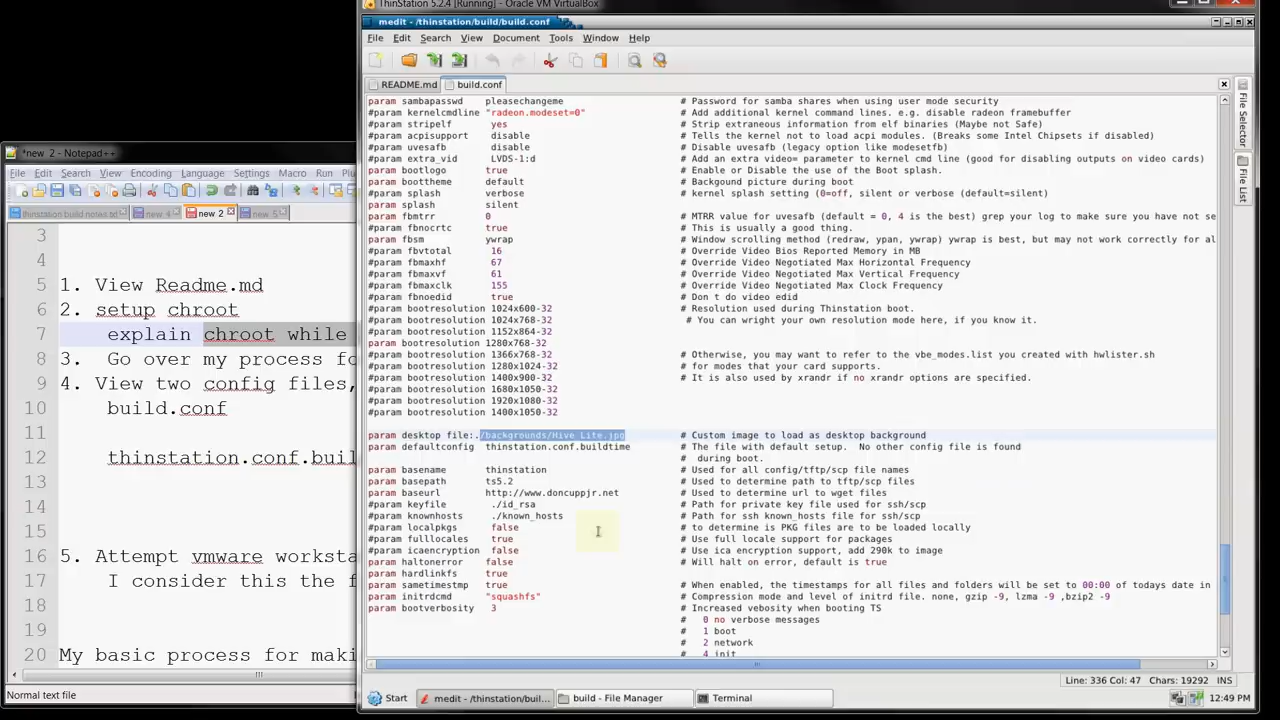 ThinStation 5.2.4 [Running] - Oracle VM VirtualBox
medit - /thinstation/build/build.conf
File Edit Search View Document Tools Window Help
README.md build.conf
param sambapasswd pleasechangeme # Password for samba shares when using user mode security
#param kernelcmdline "radeon.modeset=0" # Add additional kernel command lines. e.g. disable radeon framebuffer
#param stripelf yes # Strip extraneous information from elf binaries (Maybe not Safe)
#param acpisupport disable # Tells the kernel not to load acpi modules. (Breaks some Intel Chipsets if disabled)
#param uvesafb disable # Disable uvesafb (legacy option like modesetfb)
#param extra_vid LVDS-1:d # Add an extra video= parameter to kernel cmd line (good for disabling outputs on video cards)
param bootlogo true # Enable or Disable the use of the Boot splash.
param boottheme default # Backgound picture during boot
#param splash verbose # kernel splash setting (0=off, silent or verbose (default=silent)
param splash silent
param fbmtrr 0 # MTRR value for uvesafb (default = 0, 4 is the best) grep your log to make sure you have not se
#param fbnocrtc true # This is usually a good thing.
param fbsm ywrap # Window scrolling method (redraw, ypan, ywrap) ywrap is best, but may not work correctly for al
#param fbvtotal 16 # Override Video Bios Reported Memory in MB
#param fbmaxhf 67 # Override Video Negotiated Max Horizontal Frequency
#param fbmaxvf 61 # Override Video Negotiated Max Vertical Frequency
#param fbmaxclk 155 # Override Video Negotiated Max Clock Frequency
#param fbnoedid true # Don t do video edid
#param bootresolution 1024x600-32 # Resolution used during Thinstation boot.
#param bootresolution 1024x768-32 # You can wright your own resolution mode here, if you know it.
#param bootresolution 1152x864-32
param bootresolution 1280x768-32
#param bootresolution 1366x768-32 # Otherwise, you may want to refer to the vbe_modes.list you created with hwlister.sh
#param bootresolution 1280x1024-32 # for modes that your card supports.
#param bootresolution 1400x900-32 # It is also used by xrandr if no xrandr options are specified.
#param bootresolution 1680x1050-32
#param bootresolution 1920x1080-32
#param bootresolution 1400x1050-32
param desktop file:./backgrounds/Hive_Lite.jpg # Custom image to load as desktop background
param defaultconfig thinstation.conf.buildtime # The file with default setup. No other config file is found
# during boot.
param basename thinstation # Used for all config/tftp/scp file names
param basepath ts5.2 # Used to determine path to tftp/scp files
param baseurl http://www.doncuppjr.net # Used to determine url to wget files
#param keyfile ./id_rsa # Path for private key file used for ssh/scp
#param knownhosts ./known_hosts # Path for ssh known_hosts file for ssh/scp
#param localpkgs false # to determine is PKG files are to be loaded locally
#param fulllocales true # Use full locale support for packages
#param icaencryption false # Use ica encryption support, add 290k to image
param haltonerror false # Will halt on error, default is true
#param hardlinkfs true
param sametimestmp true # When enabled, the timestamps for all files and folders will be set to 00:00 of todays date in
param initrdcmd "squashfs" # Compression mode and level of initrd file. none, gzip -9, lzma -9 ,bzip2 -9
param bootverbosity 3 # Increased vebosity when booting TS
# 0 no verbose messages
# 1 boot
# 2 network
# 4 init
File Selector
File List
Line: 336 Col: 47 Chars: 19292 INS
Start medit - /thinstation/buil... build - File Manager Terminal 12:49 PM
*new 2 - Notepad++
File Edit Search View Encoding Language Settings Macro Run Pl
thinstation build notes.txt new 4 new 2 new 5
3
4
5 1. View Readme.md
6 2. setup chroot
7 explain chroot while
8 3. Go over my process fo
9 4. View two config files,
10 build.conf
11
12 thinstation.conf.buil
13
14
15
16 5. Attempt vmware worksta
17 I consider this the f
18
19
20 My basic process for maki
Normal text file